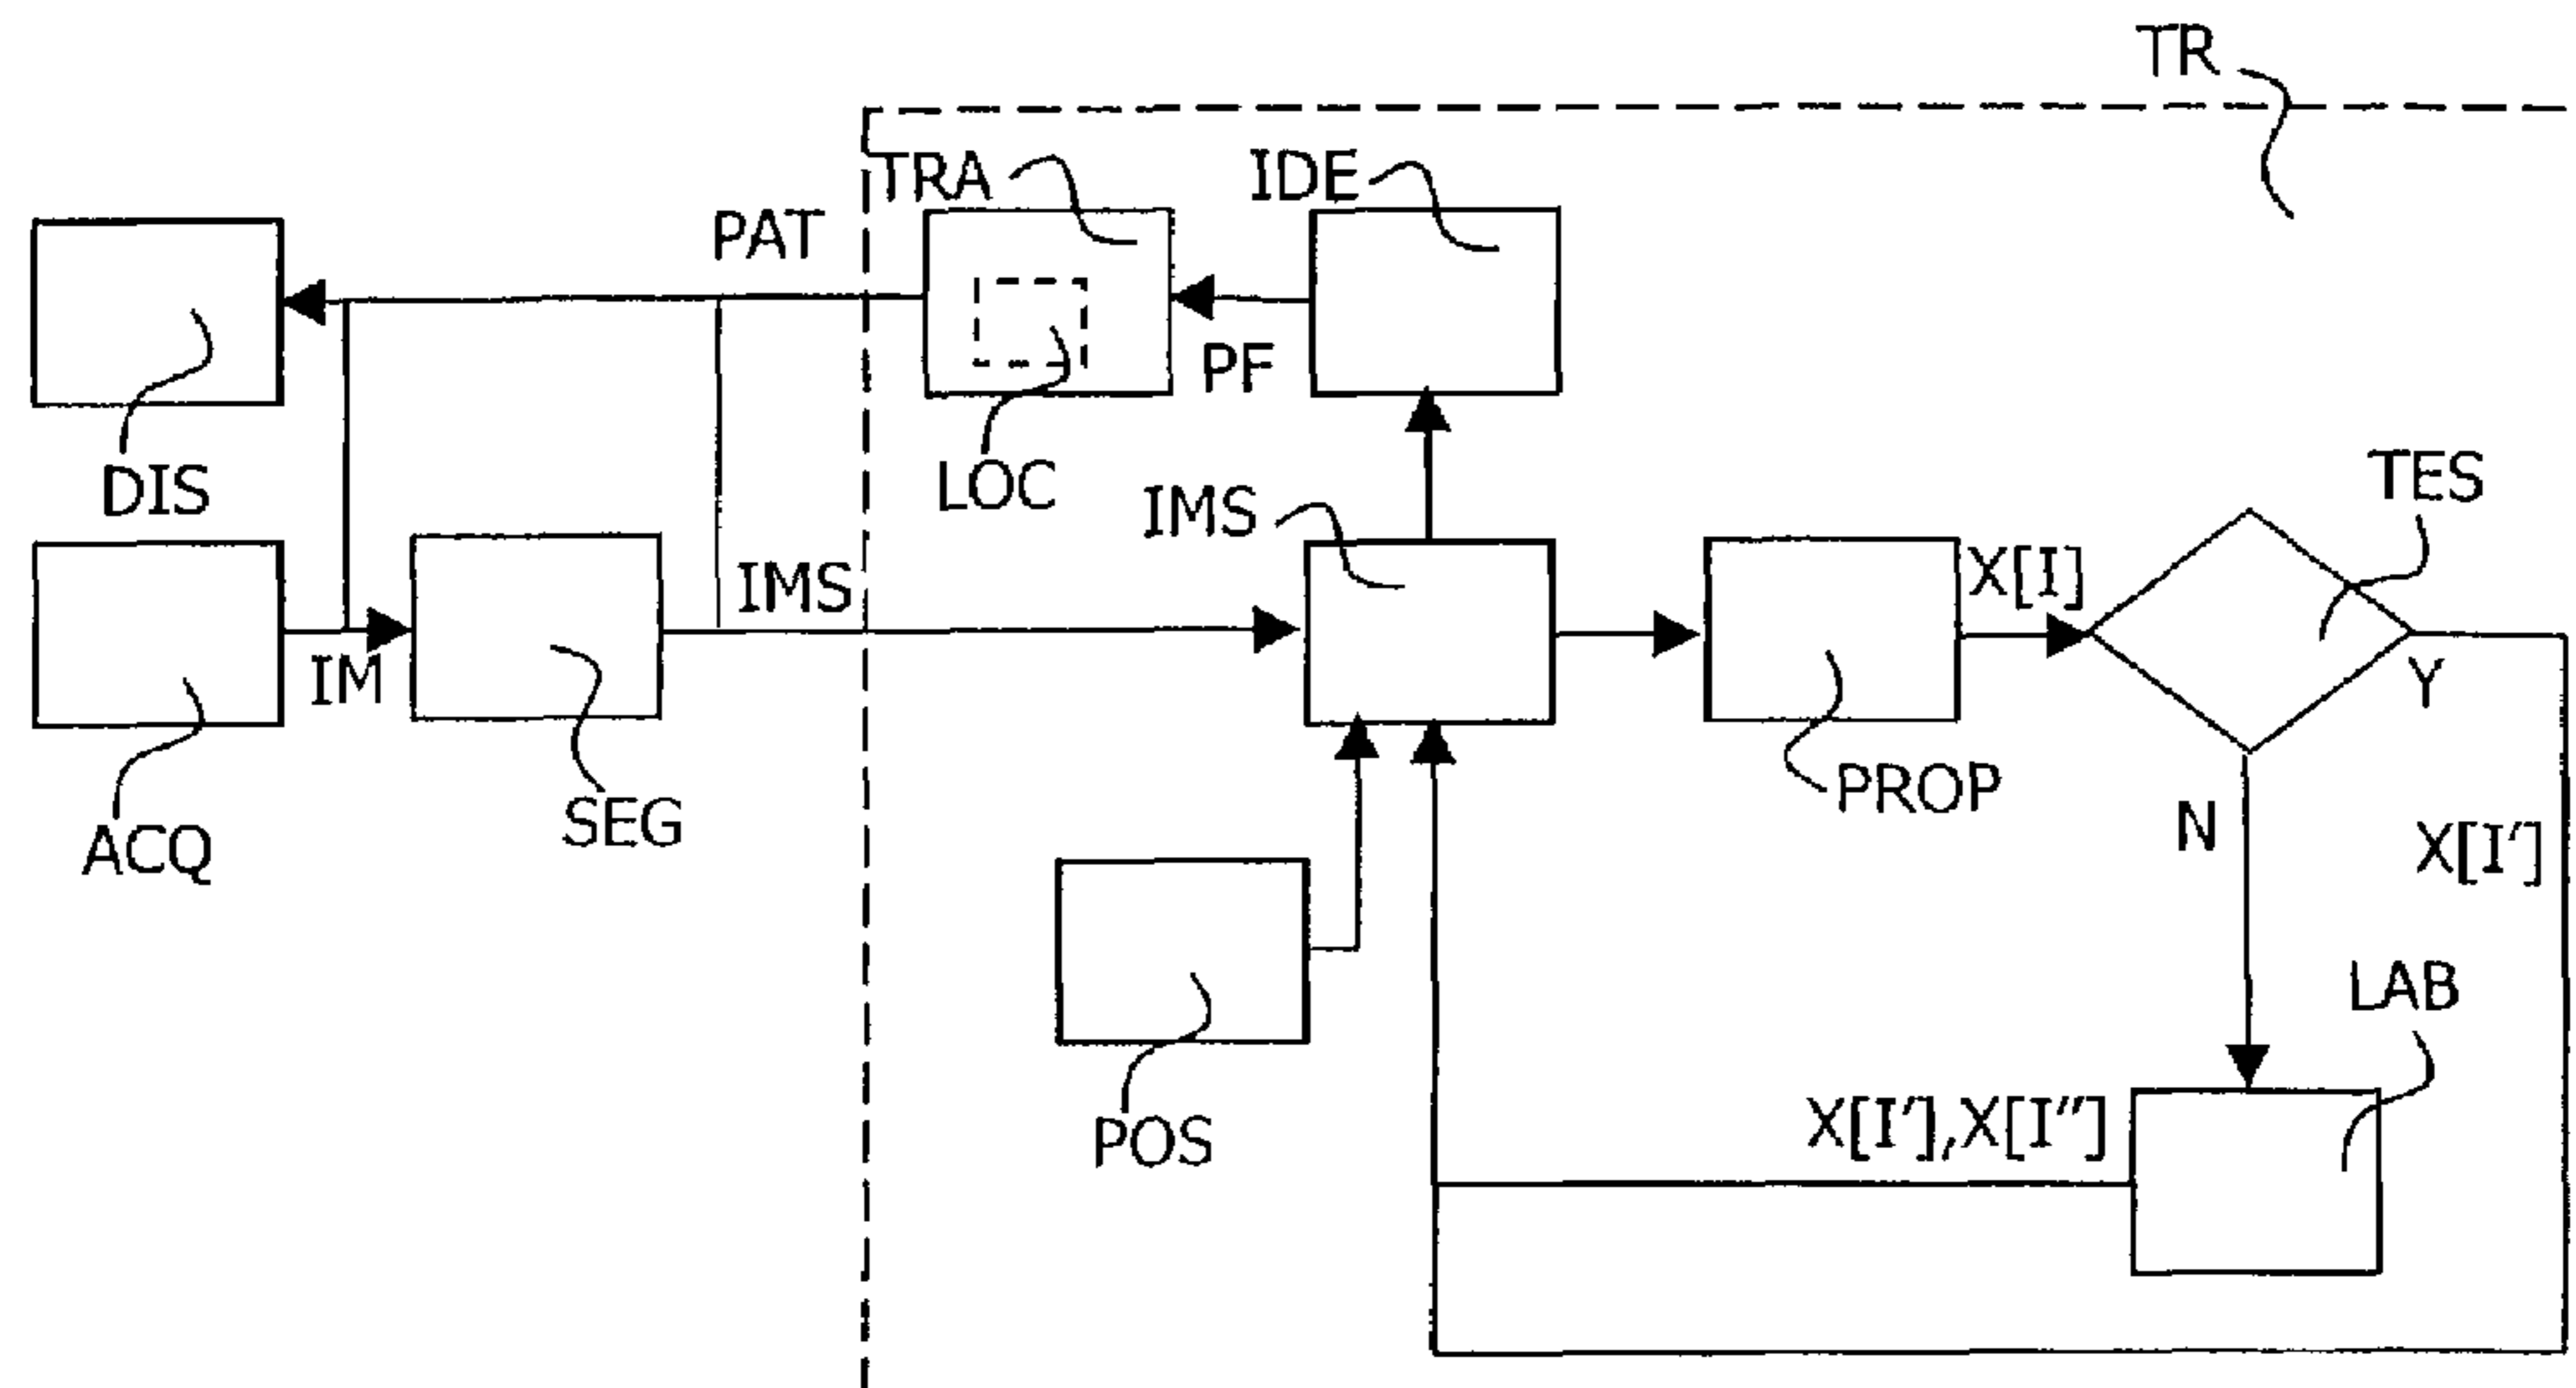 TR
TRA
IDE
PAT
PF
DIS
LOC
IMS
TES
X[I]
IMS
IM
Y
PROP
SEG
N
X[I']
ACQ
LAB
POS
X[I'],X[I"]